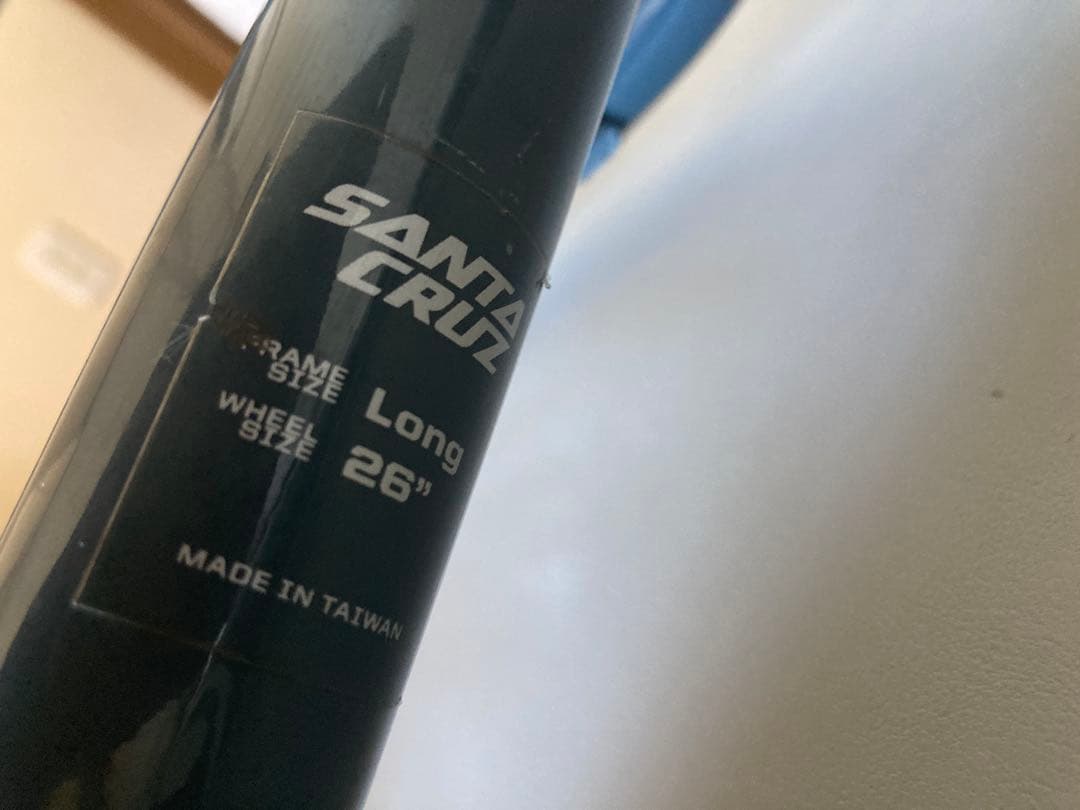 SANTA
CRUZ
FRAME
SIZE Long
WHEEL
SIZE 26”
MADE IN TAIWAN